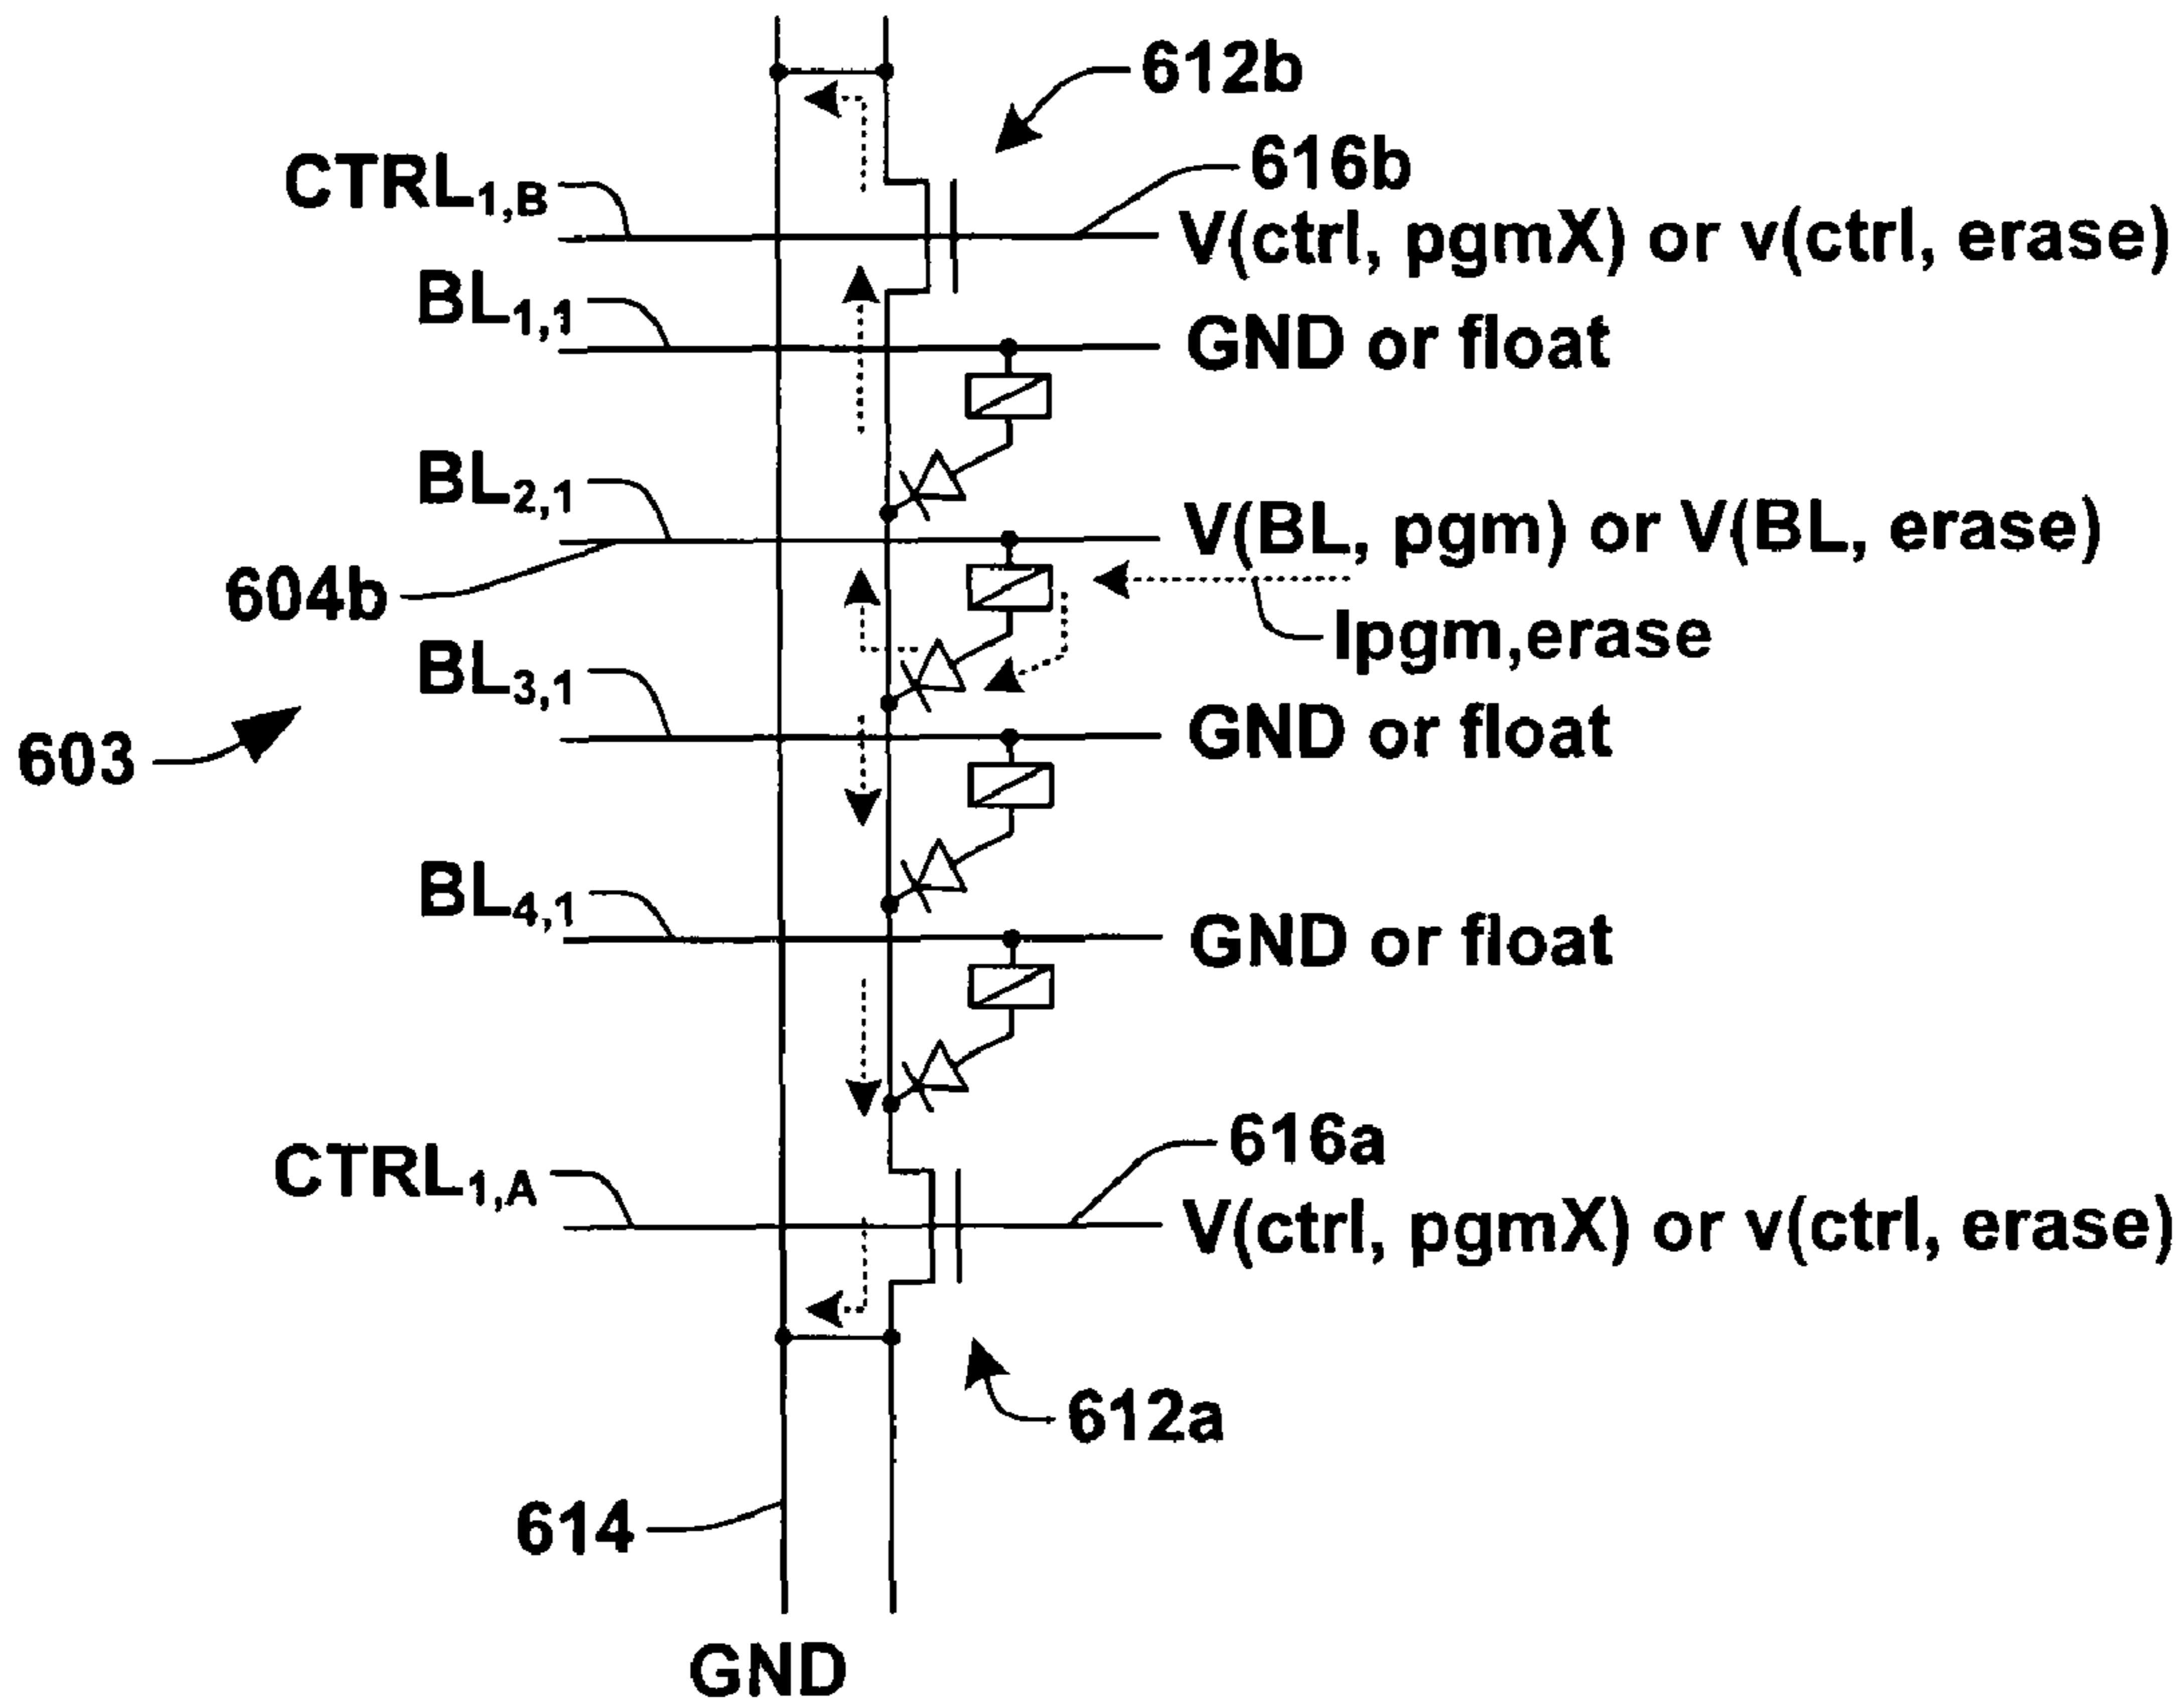 612b
CTRL1,B
616b
V(ctrl, pgmX) or v(ctrl, erase)
BL1,1
GND or float
BL2,1
V(BL, pgm) or V(BL, erase)
604b
Ipgm,erase
BL3,1
GND or float
603
BL4,1
GND or float
616a
CTRL1,A
V(ctrl, pgmX) or v(ctrl, erase)
612a
614
GND